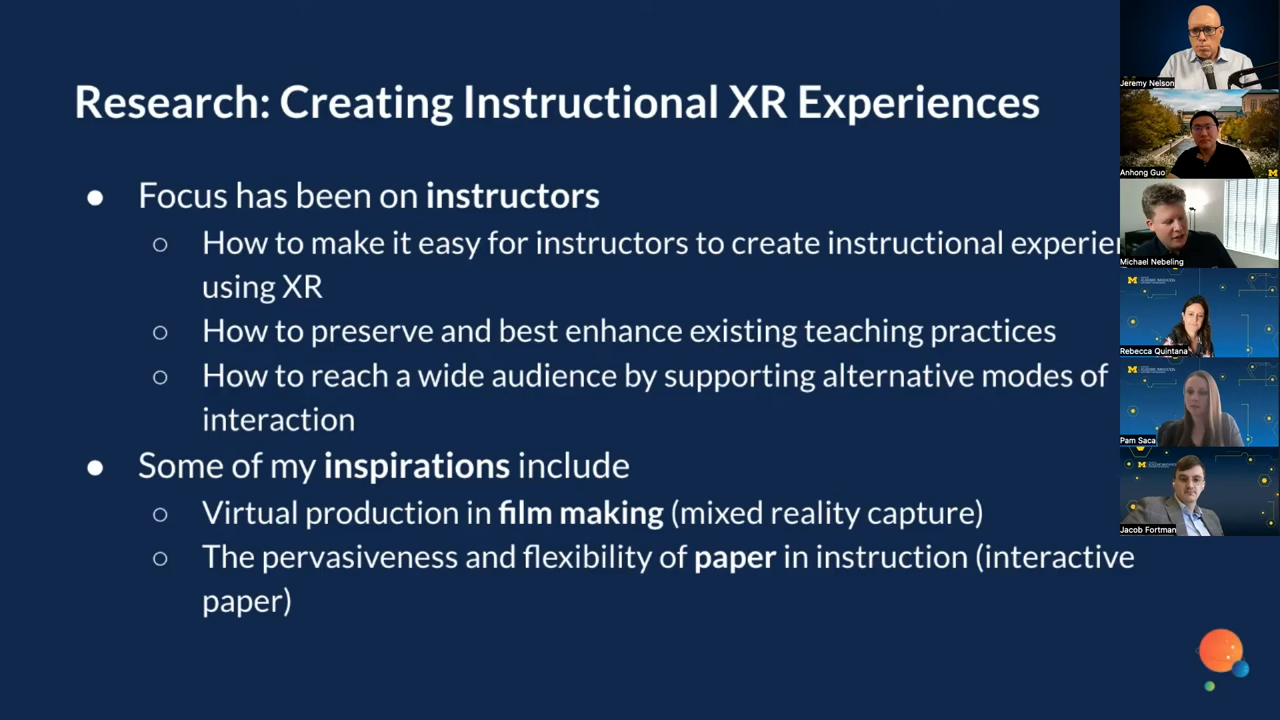 Research: Creating Instructional XR Experiences
● Focus has been on instructors
○ How to make it easy for instructors to create instructional
using XR
○ How to preserve and best enhance existing teaching practices
○ How to reach a wide audience by supporting alternative modes of
interaction
● Some of my inspirations include
○ Virtual production in film making (mixed reality capture)
○ The pervasiveness and flexibility of paper in instruction (interactive
paper)
Jeremy Nelson
Anhong Guo
M
Michael Nebeling
M
Rebecca Quintana
M
Pam Saca
M
Jacob Fortman